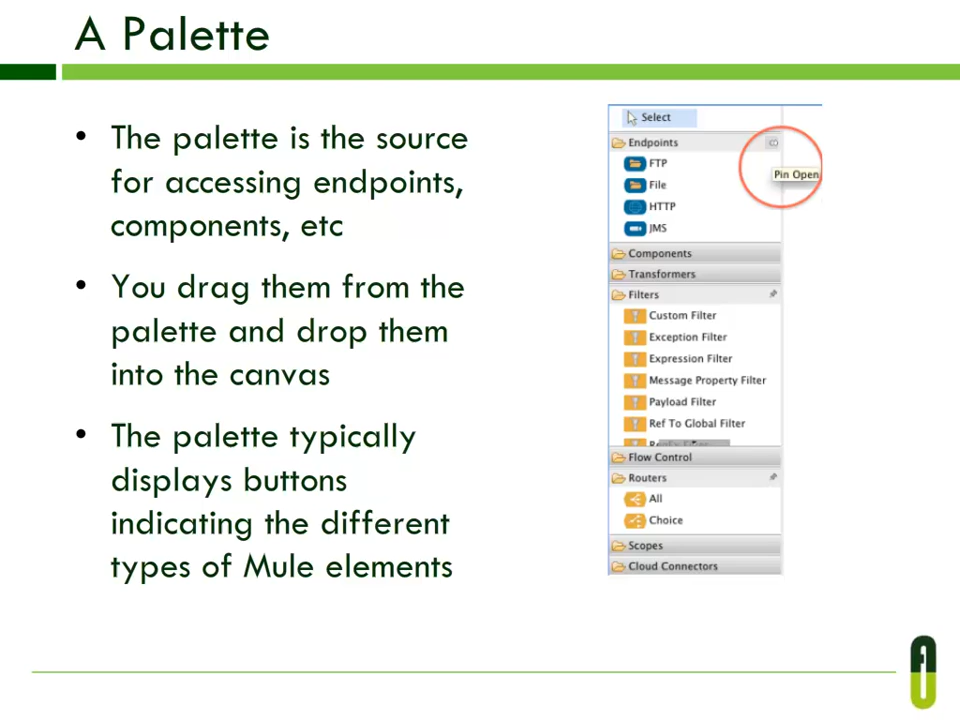 A Palette
• The palette is the source
for accessing endpoints,
components, etc
• You drag them from the
palette and drop them
into the canvas
• The palette typically
displays buttons
indicating the different
types of Mule elements
Select
Endpoints
Pin Open
FTP
File
HTTP
JMS
Components
Transformers
Filters
Custom Filter
Exception Filter
Expression Filter
Message Property Filter
Payload Filter
Ref To Global Filter
Flow Control
Routers
All
Choice
Scopes
Cloud Connectors